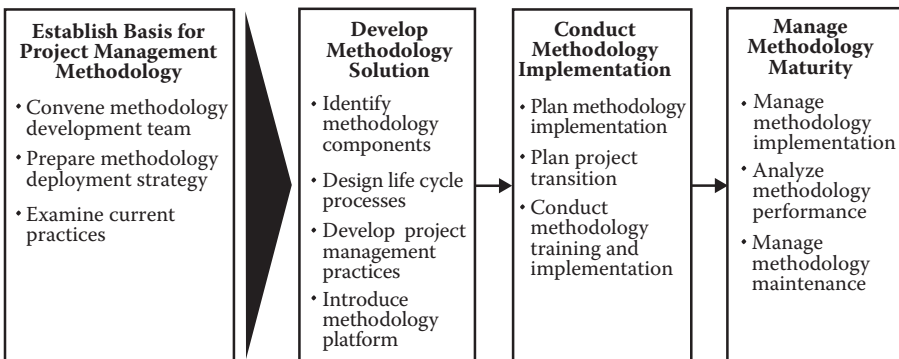 Establish Basis for
Project Management
Methodology
• Convene methodology
development team
• Prepare methodology
deployment strategy
• Examine current
practices
Develop
Methodology
Solution
• Identify
methodology
components
• Design life cycle
processes
• Develop project
management
practices
• Introduce
methodology
platform
Conduct
Methodology
Implementation
• Plan methodology
implementation
• Plan project
transition
• Conduct
methodology
training and
implementation
Manage
Methodology
Maturity
• Manage
methodology
implementation
• Analyze
methodology
performance
• Manage
methodology
maintenance